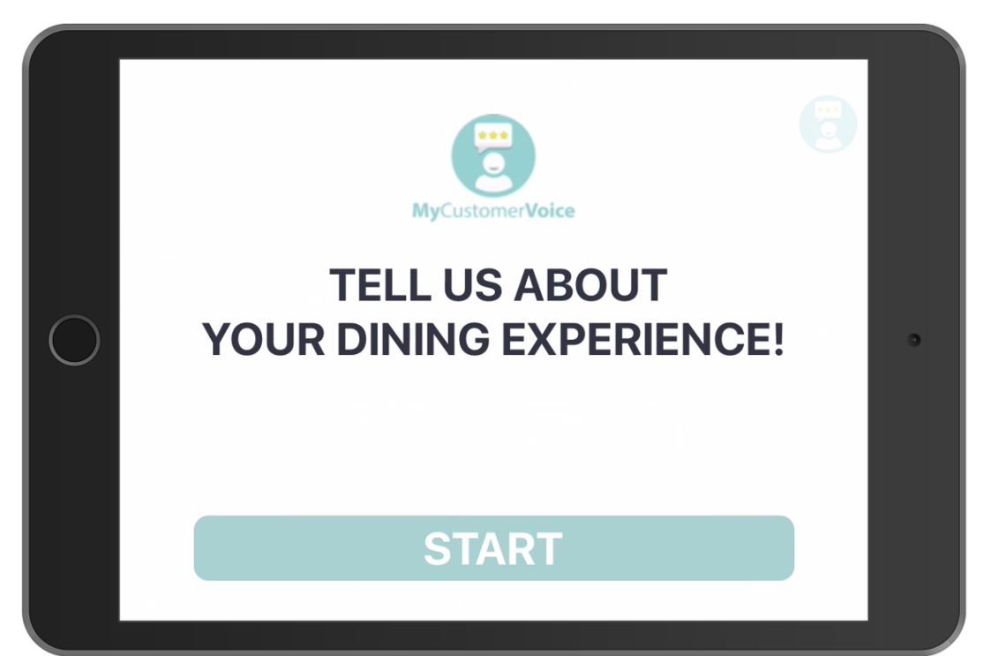 MyCustomerVoice
TELL US ABOUT
YOUR DINING EXPERIENCE!
START